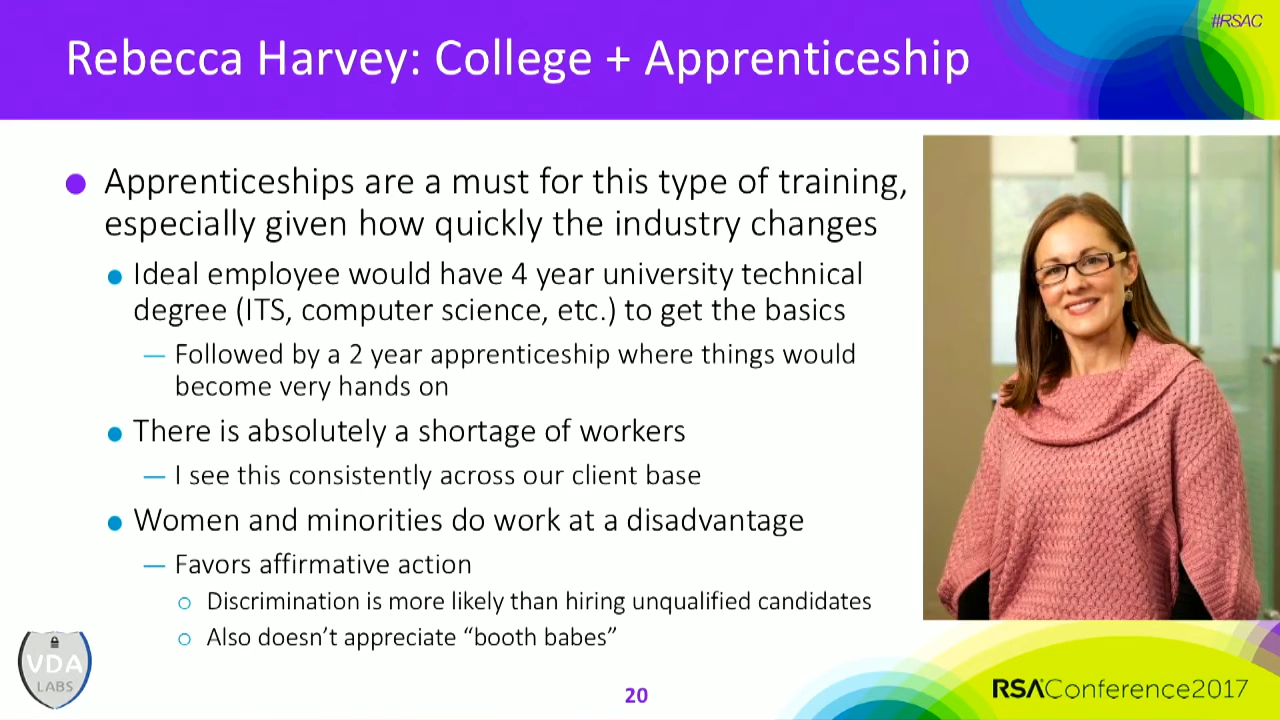 #RSAC
Rebecca Harvey: College + Apprenticeship
Apprenticeships are a must for this type of training,
especially given how quickly the industry changes
Ideal employee would have 4 year university technical
degree (ITS, computer science, etc.) to get the basics
— Followed by a 2 year apprenticeship where things would
become very hands on
There is absolutely a shortage of workers
— I see this consistently across our client base
Women and minorities do work at a disadvantage
— Favors affirmative action
Discrimination is more likely than hiring unqualified candidates
Also doesn’t appreciate “booth babes”
VDA
LABS
20
RSAConference2017